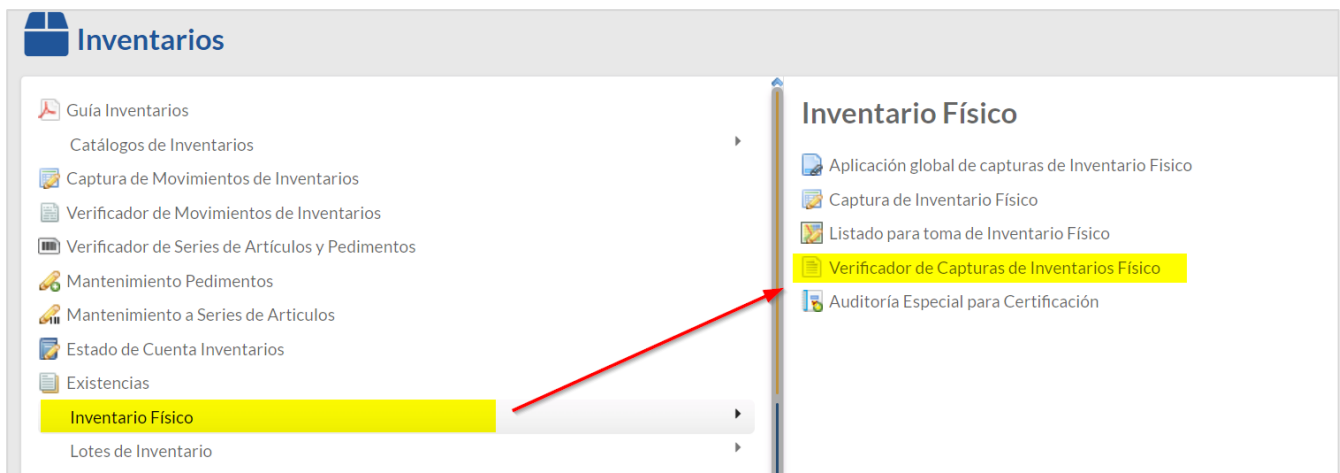 Inventarios
Guía Inventarios
Catálogos de Inventarios
Captura de Movimientos de Inventarios
Verificador de Movimientos de Inventarios
Verificador de Series de Artículos y Pedimentos
Mantenimiento Pedimentos
Mantenimiento a Series de Articulos
Estado de Cuenta Inventarios
Existencias
Inventario Físico
Lotes de Inventario
Inventario Físico
Aplicación global de capturas de Inventario Fisico
Captura de Inventario Físico
Listado para toma de Inventario Físico
Verificador de Capturas de Inventarios Físico
Auditoría Especial para Certificación